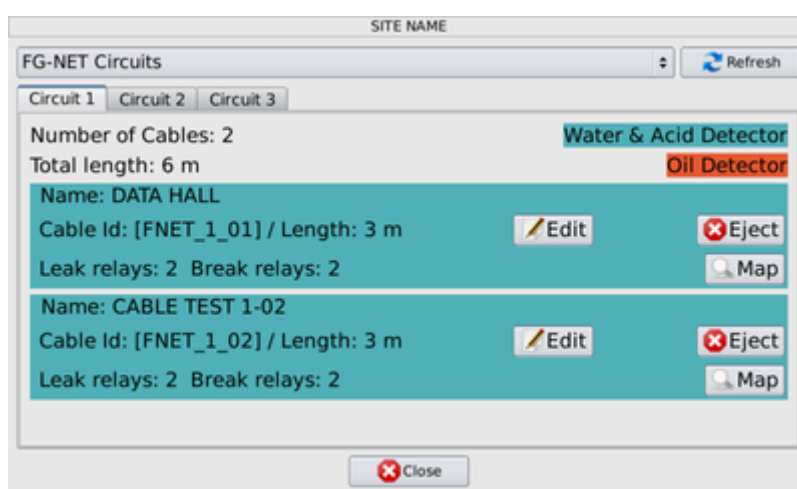 SITE NAME
FG-NET Circuits Refresh
Circuit 1 Circuit 2 Circuit 3
Number of Cables: 2 Water & Acid Detector
Total length: 6 m Oil Detector
Name: DATA HALL
Cable Id: [FNET_1_01] / Length: 3 m Edit Eject
Leak relays: 2 Break relays: 2 Map
Name: CABLE TEST 1-02
Cable Id: [FNET_1_02] / Length: 3 m Edit Eject
Leak relays: 2 Break relays: 2 Map
Close